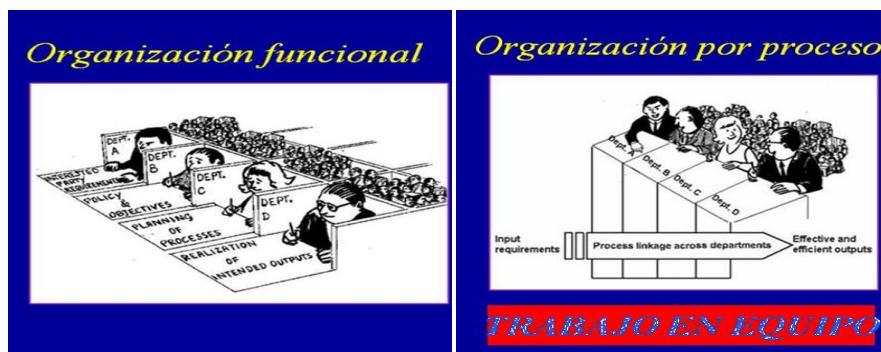 Organización funcional
DEPT.
A
DEPT.
B
DEPT.
C
DEPT.
D
INTERESTED
PARTY
REQUIREMENTS
POLICY
&
OBJECTIVES
PLANNING
OF
PROCESSES
REALIZATION
OF
INTENDED OUTPUTS
Organización por proceso
Dept. A
Dept. B
Dept. C
Dept. D
Input
requirements
Process linkage across departments
Effective and
efficient outputs
TRABAJO EN EQUIPO